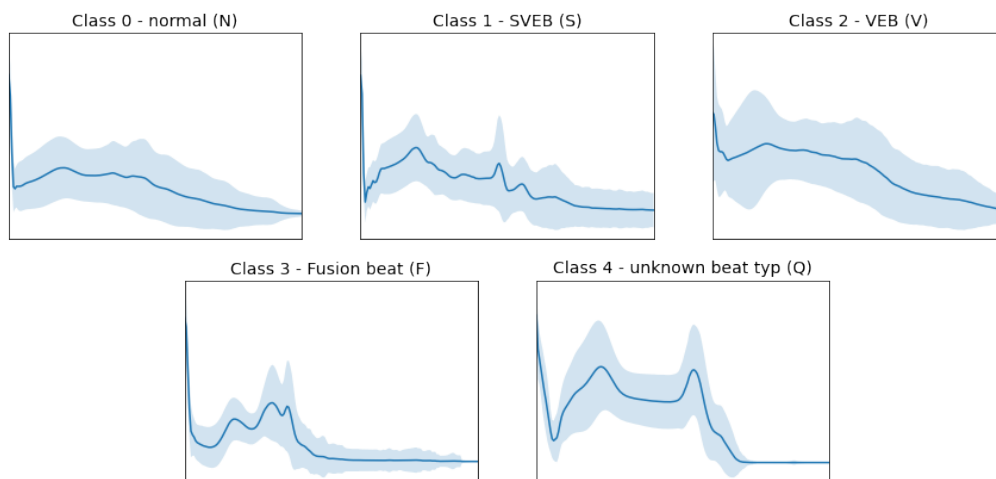 Class 0 - normal (N)
Class 1 - SVEB (S)
Class 2 - VEB (V)
Class 3 - Fusion beat (F)
Class 4 - unknown beat typ (Q)